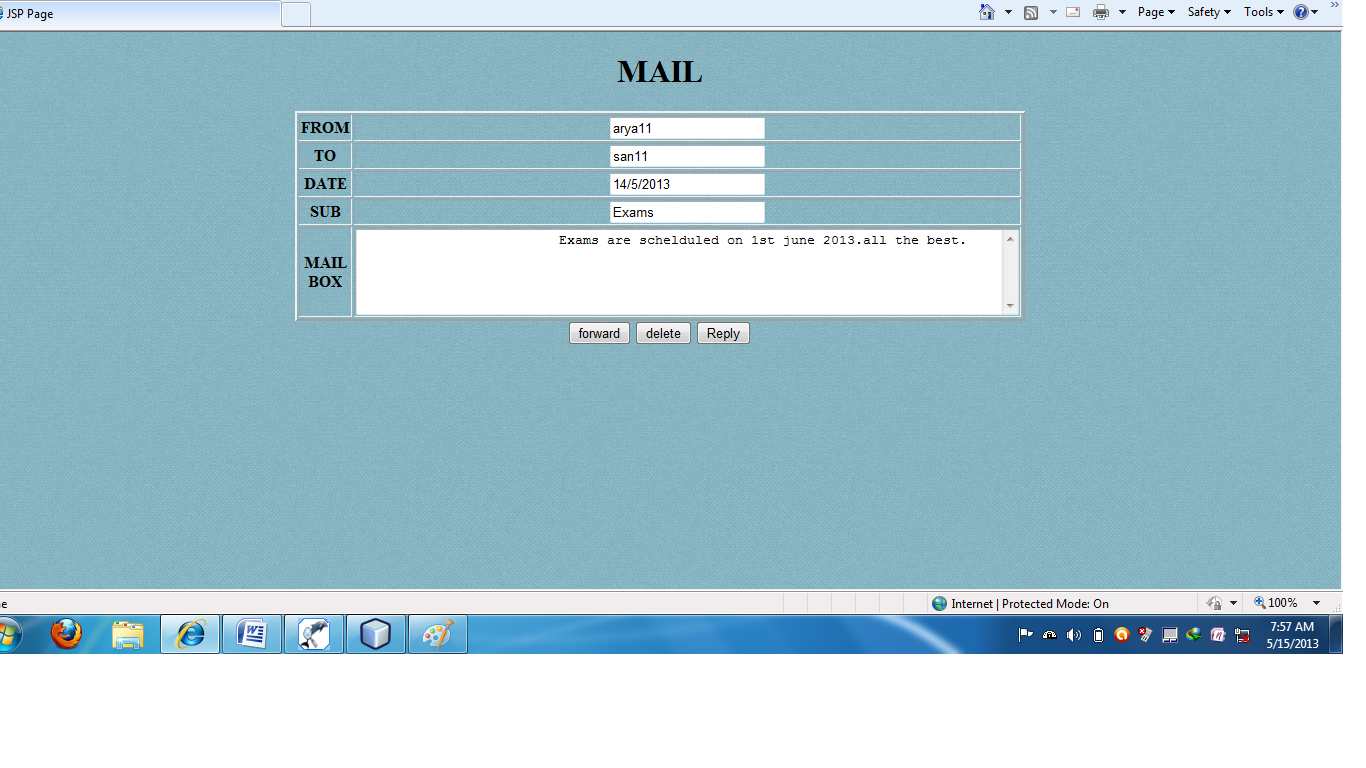 JSP Page
Page Safety Tools
»
MAIL
FROM arya11
TO san11
DATE 14/5/2013
SUB Exams
MAIL BOX Exams are schelduled on 1st june 2013.all the best.
forward delete Reply
e Internet | Protected Mode: On 100%
7:57 AM
5/15/2013